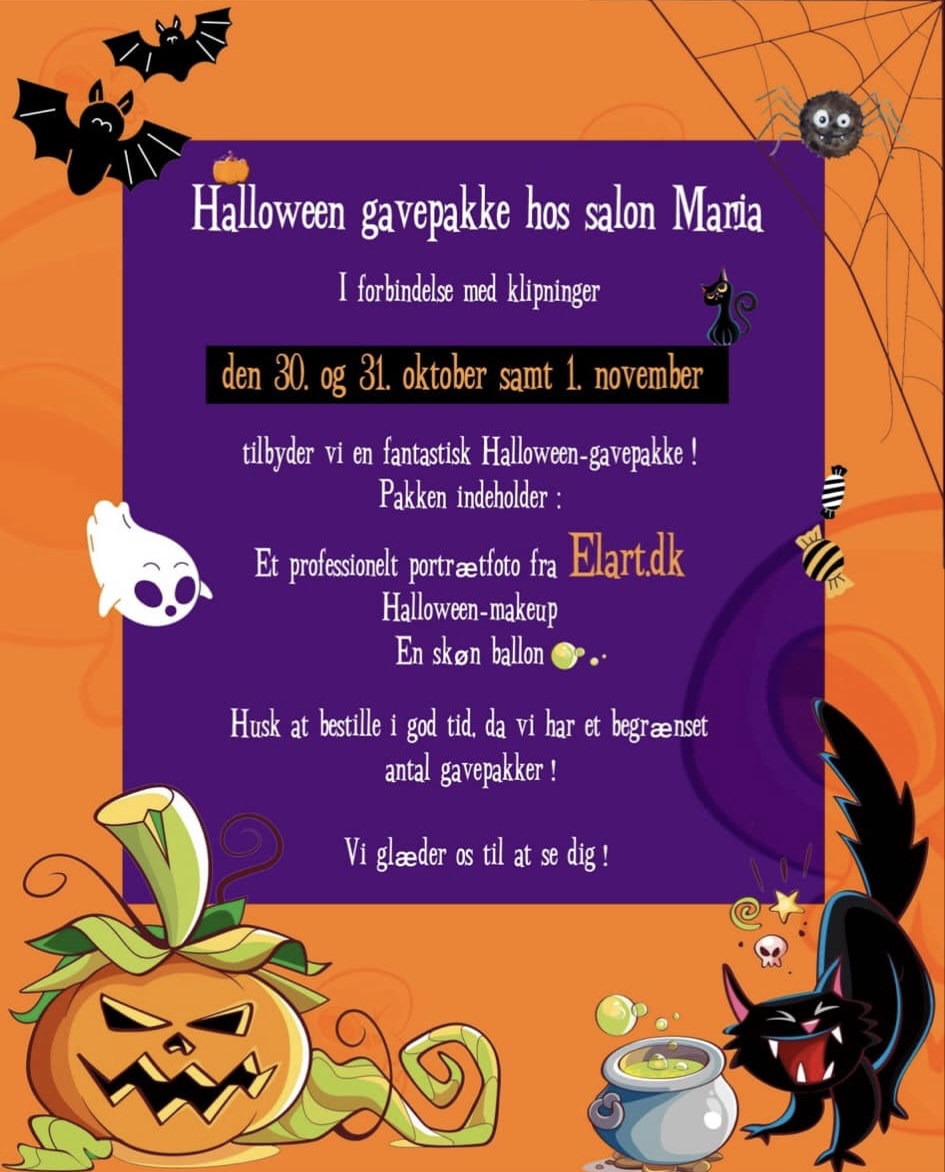 Halloween gavepakke hos salon Maria
I forbindelse med klipninger
den 30. og 31. oktober samt 1. november
tilbyder vi en fantastisk Halloween-gavepakke !
Pakken indeholder :
Et professionelt portrætfoto fra Elart.dk
Halloween-makeup
En skøn ballon
Husk at bestille i god tid, da vi har et begrænset
antal gavepakker !
Vi glæder os til at se dig !